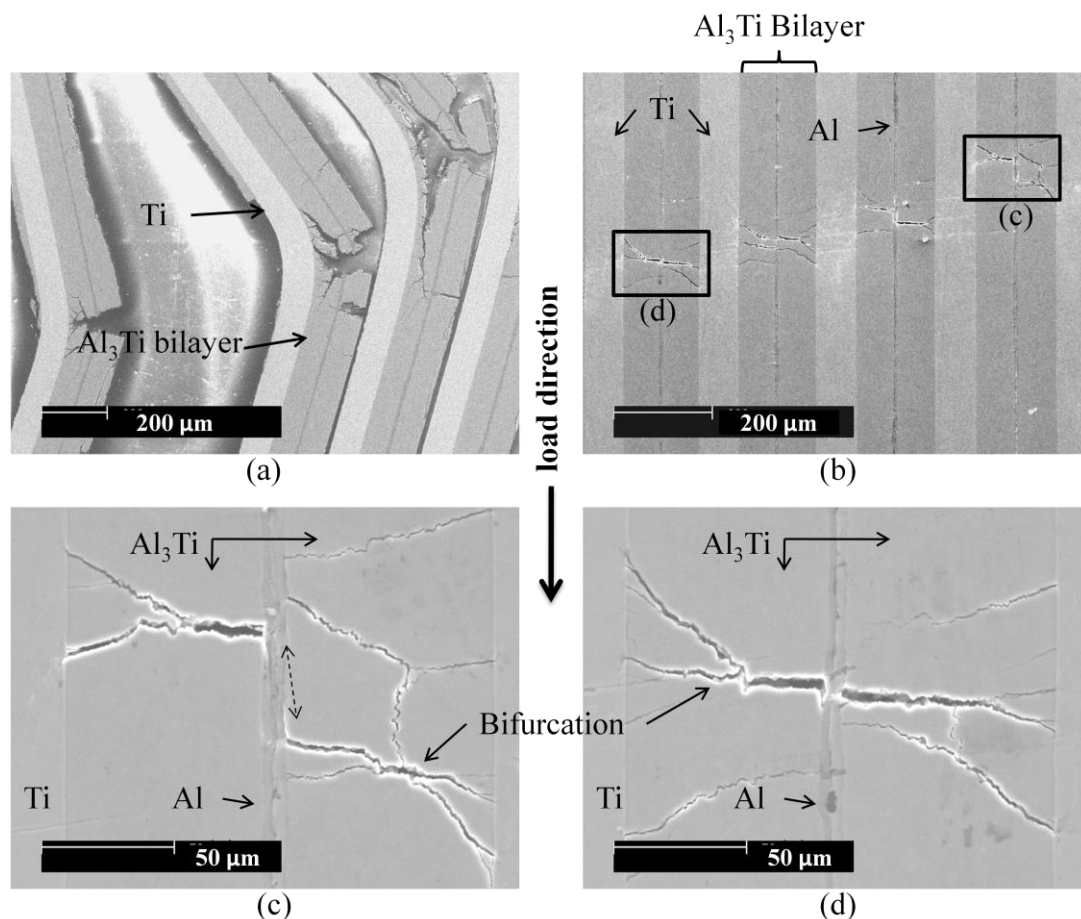 Al₃Ti Bilayer
Ti
Al₃Ti bilayer
200 µm
(a)
load direction
Ti
Al
(c)
(d)
200 µm
(b)
Al₃Ti
Bifurcation
Ti
Al
50 µm
(c)
Al₃Ti
Ti
Al
50 µm
(d)